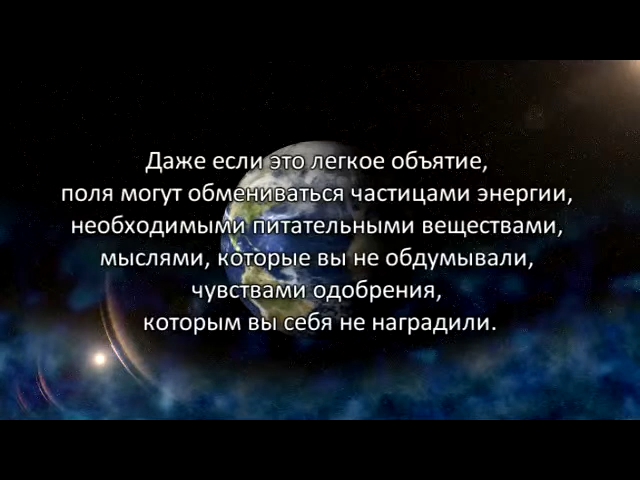 Даже если это легкое объятие,
поля могут обмениваться частицами энергии,
необходимыми питательными веществами,
мыслями, которые вы не обдумывали,
чувствами одобрения,
которым вы себя не наградили.